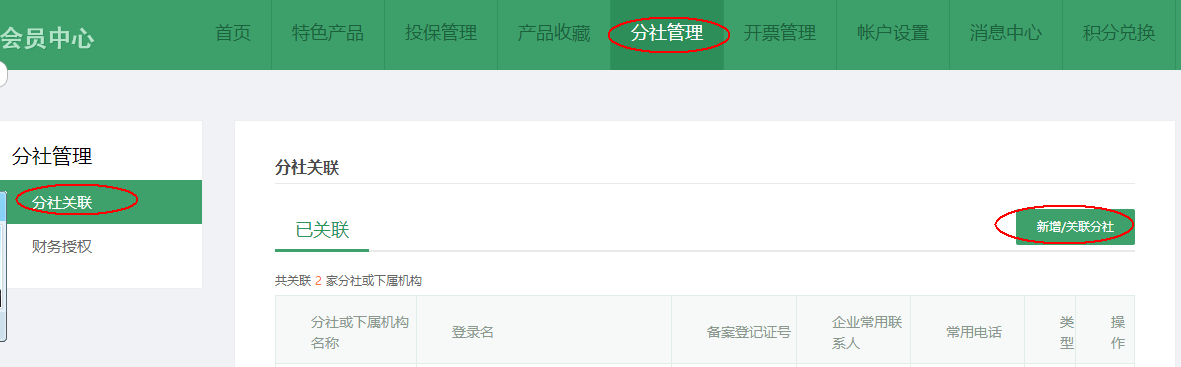 会员中心
首页 特色产品 投保管理 产品收藏 分社管理 开票管理 帐户设置 消息中心 积分兑换
分社管理
分社关联
财务授权
分社关联
已关联
新增/关联分社
共关联 2 家分社或下属机构
分社或下属机构
名称
登录名
备案登记证号
企业常用联
系人
常用电话
类
型
操
作